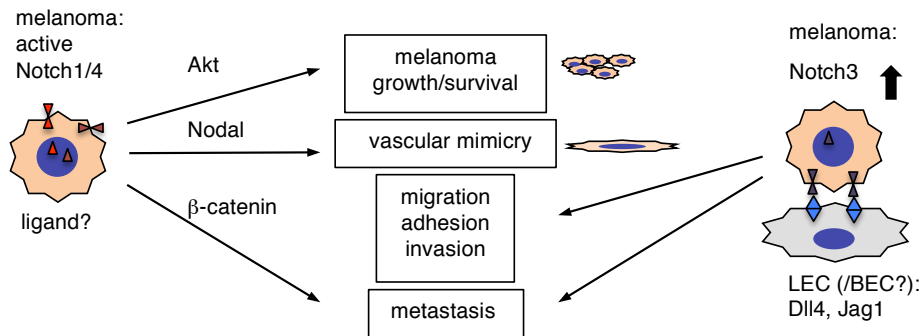 melanoma:
active
Notch1/4
ligand?
Akt
Nodal
β-catenin
melanoma
growth/survival
vascular mimicry
migration
adhesion
invasion
metastasis
melanoma:
Notch3
LEC (/BEC?):
Dll4, Jag1